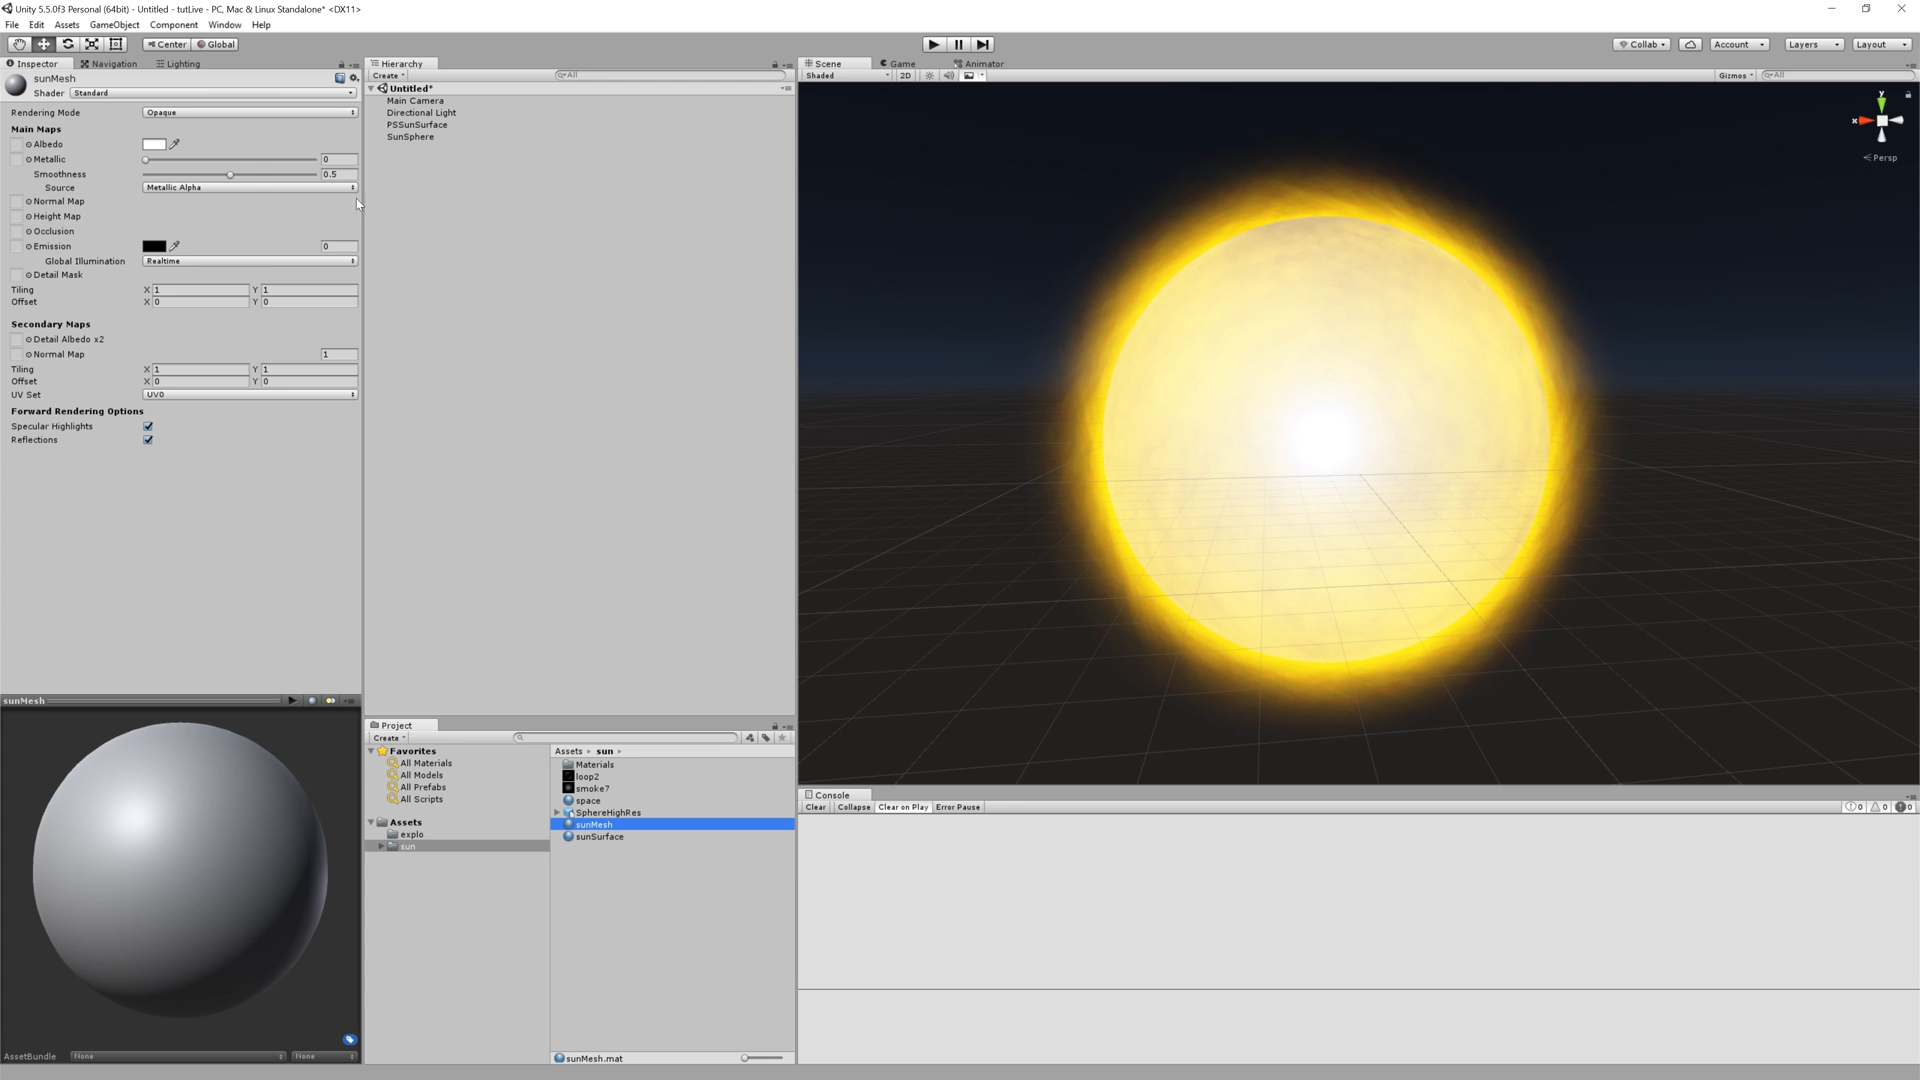 Unity 5.5.0f3 Personal (64bit) - Untitled - tutLive - PC, Mac & Linux Standalone* <DX11>
File Edit Assets GameObject Component Window Help
Center Global
Collab Account Layers Layout
Inspector Navigation Lighting
sunMesh
Shader Standard
Rendering Mode Opaque
Main Maps
Albedo
Metallic 0
Smoothness 0.5
Source Metallic Alpha
Normal Map
Height Map
Occlusion
Emission 0
Global Illumination Realtime
Detail Mask
Tiling X 1 Y 1
Offset X 0 Y 0
Secondary Maps
Detail Albedo x2
Normal Map 1
Tiling X 1 Y 1
Offset X 0 Y 0
UV Set UV0
Forward Rendering Options
Specular Highlights
Reflections
sunMesh
AssetBundle None None
Hierarchy
Create All
Untitled*
Main Camera
Directional Light
PSSunSurface
SunSphere
Project
Create
Favorites
All Materials
All Models
All Prefabs
All Scripts
Assets
explo
sun
Assets sun
Materials
loop2
smoke7
space
SphereHighRes
sunMesh
sunSurface
sunMesh.mat
Scene Game Animator
Shaded 2D Gizmos All
y
x
Persp
Console
Clear Collapse Clear on Play Error Pause 0 0 0